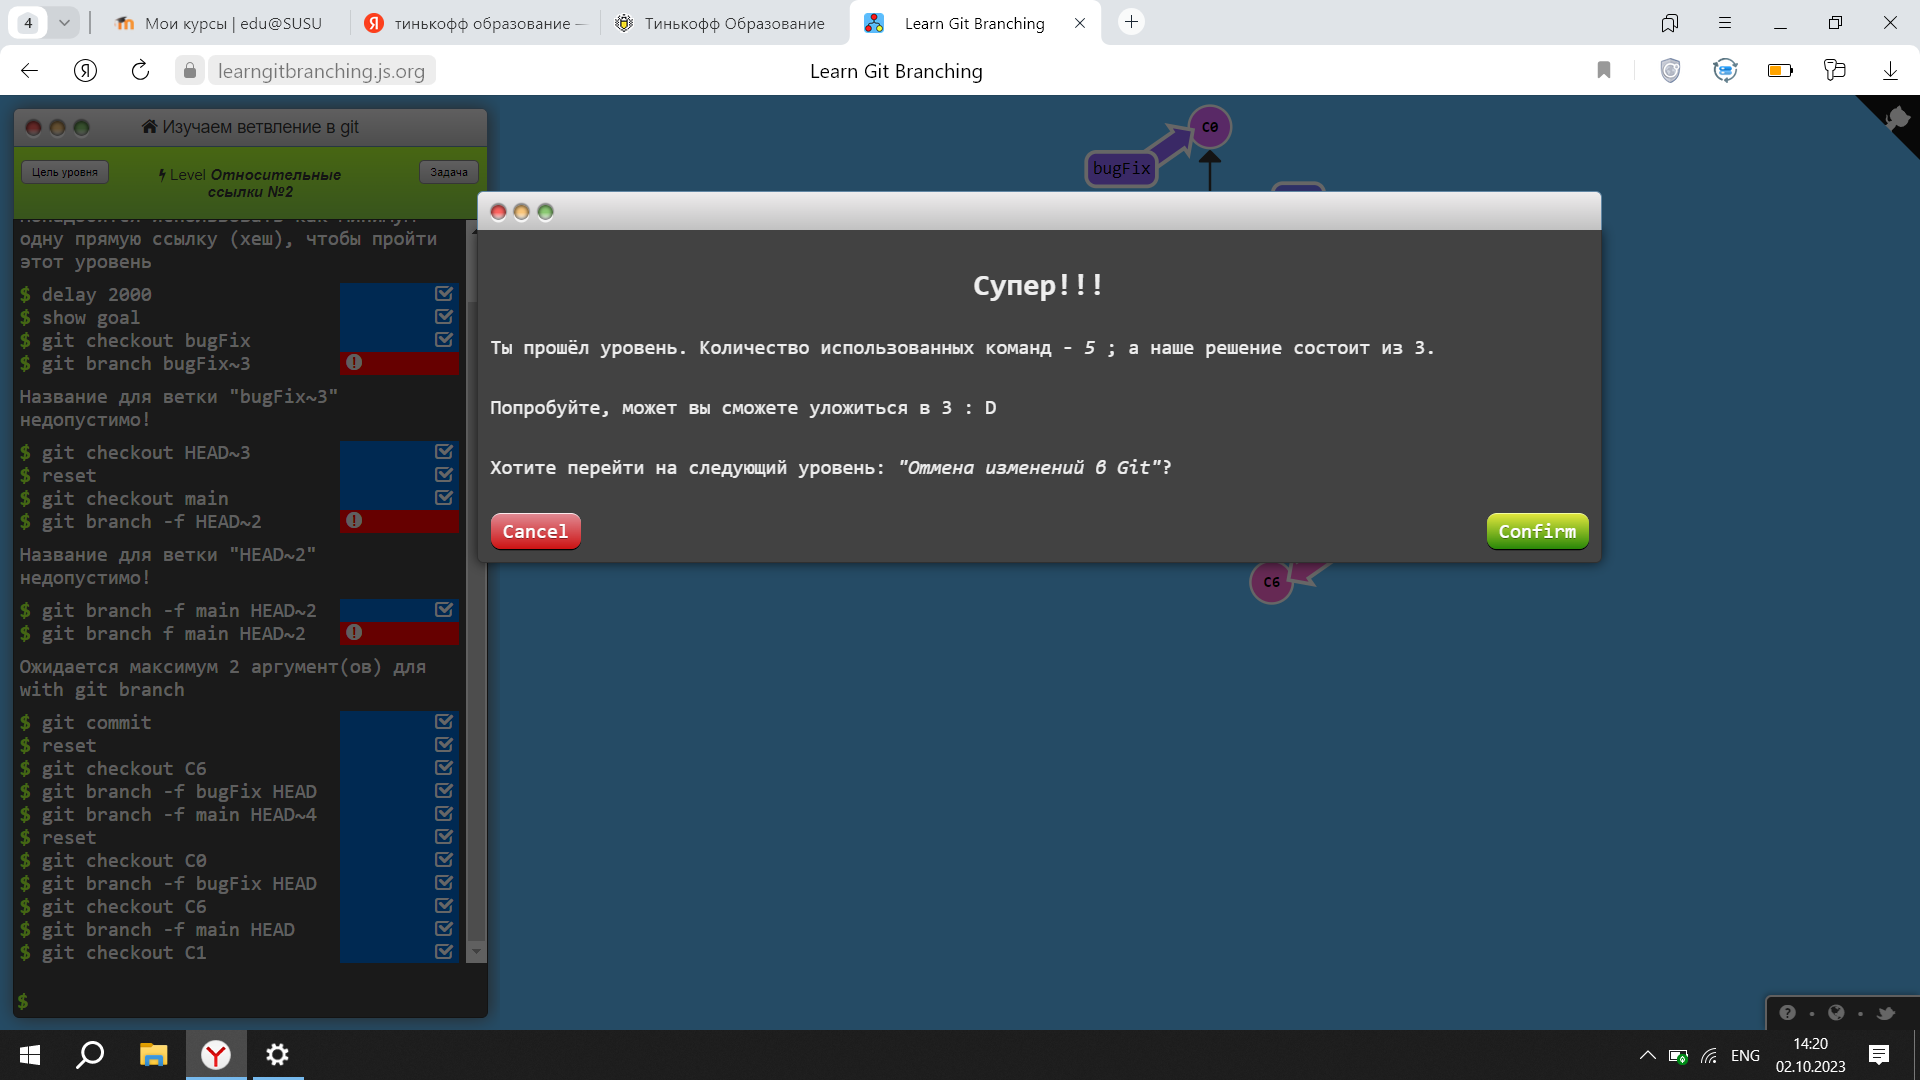 4
Мои курсы | edu@SUSU
тинькофф образование –
Тинькофф Образование
Learn Git Branching
learngitbranching.js.org
Learn Git Branching
Изучаем ветвление в git
Цель уровня
Level Относительные
ссылки №2
Задача
одну прямую ссылку (хеш), чтобы пройти
этот уровень
$ delay 2000
$ show goal
$ git checkout bugFix
$ git branch bugFix~3
Название для ветки "bugFix~3"
недопустимо!
$ git checkout HEAD~3
$ reset
$ git checkout main
$ git branch -f HEAD~2
Название для ветки "HEAD~2"
недопустимо!
$ git branch -f main HEAD~2
$ git branch f main HEAD~2
Ожидается максимум 2 аргумент(ов) для
with git branch
$ git commit
$ reset
$ git checkout C6
$ git branch -f bugFix HEAD
$ git branch -f main HEAD~4
$ reset
$ git checkout C0
$ git branch -f bugFix HEAD
$ git checkout C6
$ git branch -f main HEAD
$ git checkout C1
$
C0
bugFix
Супер!!!
Ты прошёл уровень. Количество использованных команд - 5 ; а наше решение состоит из 3.
Попробуйте, может вы сможете уложиться в 3 : D
Хотите перейти на следующий уровень: "Отмена изменений в Git"?
Cancel
Confirm
C6
ENG
14:20
02.10.2023